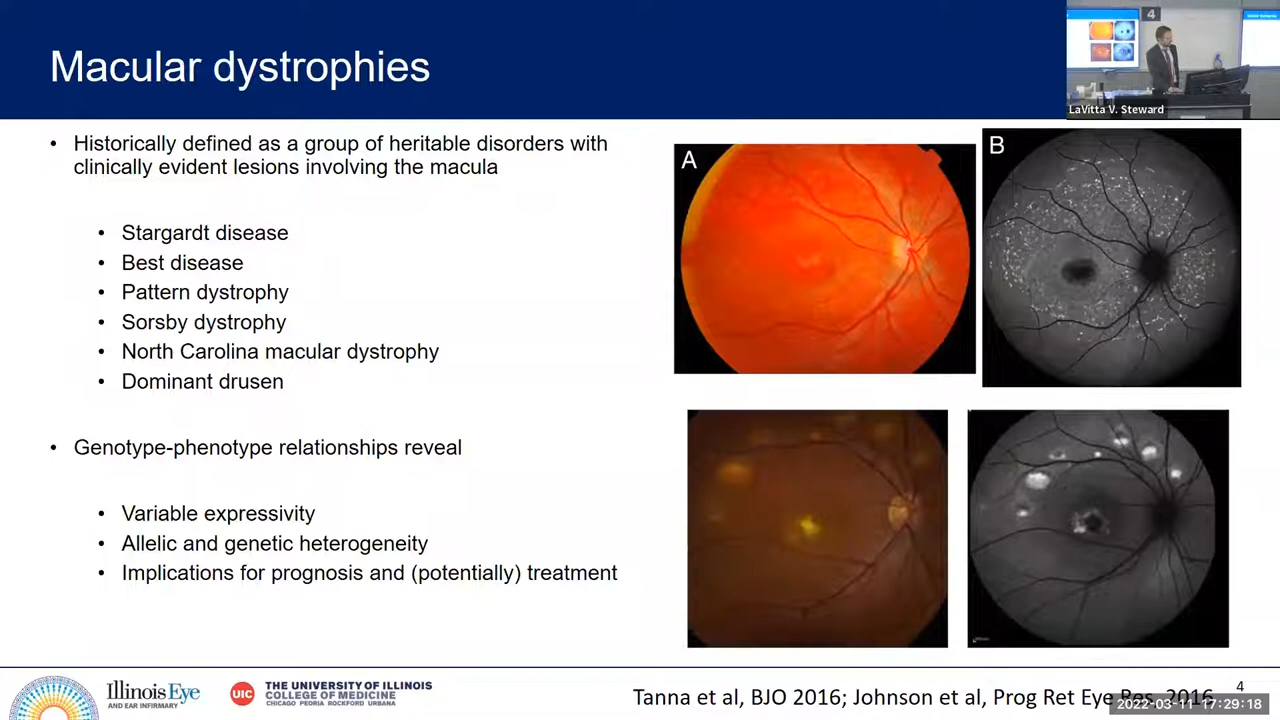 Macular dystrophies
4
LaVitta V. Steward
• Historically defined as a group of heritable disorders with
clinically evident lesions involving the macula
• Stargardt disease
• Best disease
• Pattern dystrophy
• Sorsby dystrophy
• North Carolina macular dystrophy
• Dominant drusen
• Genotype-phenotype relationships reveal
• Variable expressivity
• Allelic and genetic heterogeneity
• Implications for prognosis and (potentially) treatment
A
B
Illinois Eye
AND EAR INFIRMARY
UIC
THE UNIVERSITY OF ILLINOIS
COLLEGE OF MEDICINE
CHICAGO PEORIA ROCKFORD URBANA
Tanna et al, BJO 2016; Johnson et al, Prog Ret Eye Res. 2016
4
2022-03-11 17:29:18